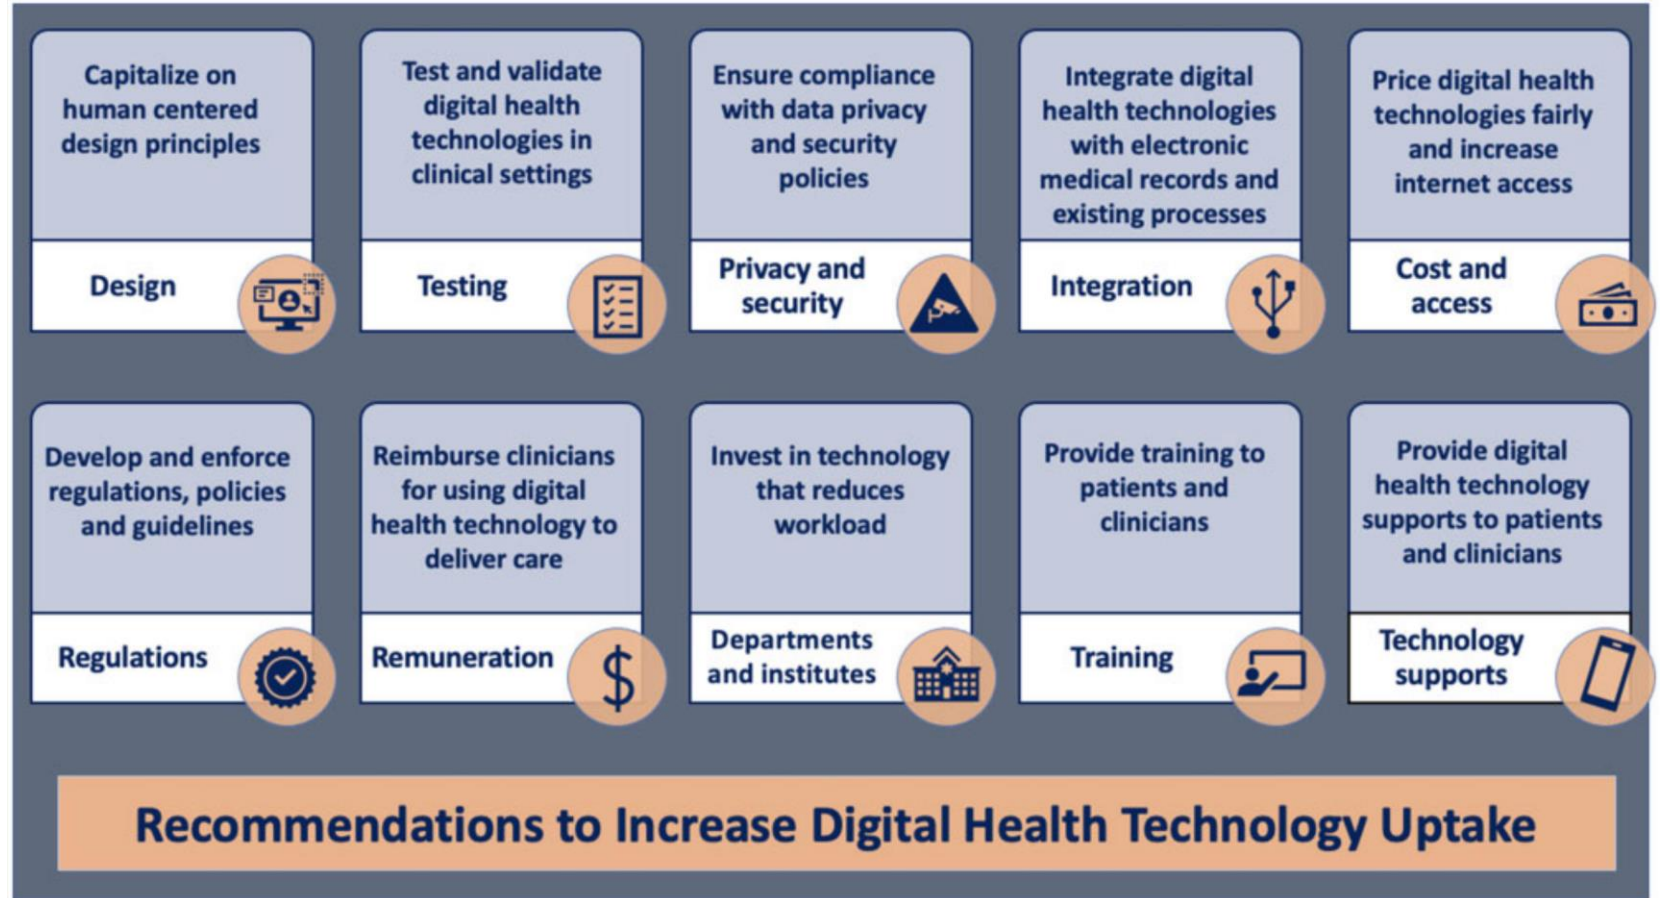 Capitalize on
human centered
design principles
Design
Test and validate
digital health
technologies in
clinical settings
Testing
Ensure compliance
with data privacy
and security
policies
Privacy and
security
Integrate digital
health technologies
with electronic
medical records and
existing processes
Integration
Price digital health
technologies fairly
and increase
internet access
Cost and
access
Develop and enforce
regulations, policies
and guidelines
Regulations
Reimburse clinicians
for using digital
health technology to
deliver care
Remuneration
$
Invest in technology
that reduces
workload
Departments
and institutes
Provide training to
patients and
clinicians
Training
Provide digital
health technology
supports to patients
and clinicians
Technology
supports
Recommendations to Increase Digital Health Technology Uptake